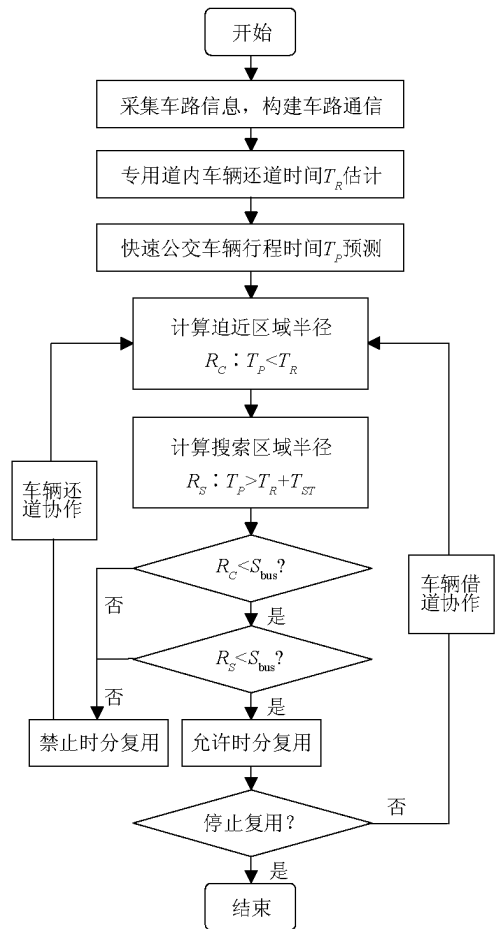 开始
采集车路信息，构建车路通信
专用道内车辆还道时间T_R估计
快速公交车辆行程时间T_P预测
计算迫近区域半径
R_C：T_P<T_R
计算搜索区域半径
R_S：T_P>T_R+T_ST
车辆还
道协作
车辆借
道协作
R_C<S_bus?
否
是
R_S<S_bus?
否
是
禁止时分复用
允许时分复用
停止复用？
否
是
结束